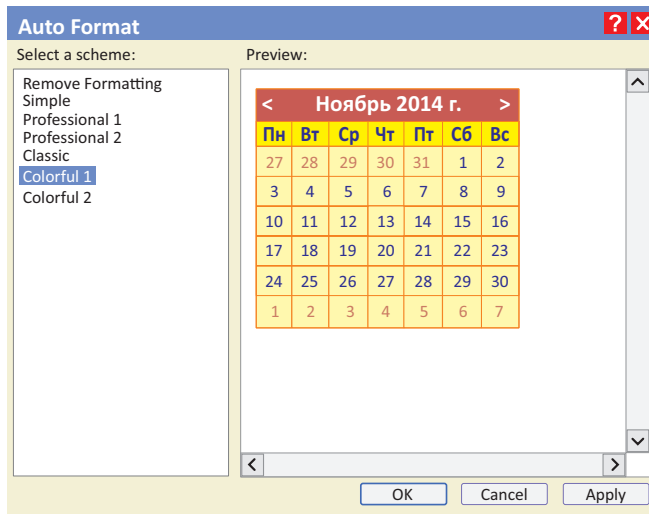 Auto Format ? X
Select a scheme:
Remove Formatting
Simple
Professional 1
Professional 2
Classic
Colorful 1
Colorful 2
Preview:
< Ноябрь 2014 г. >
Пн Вт Ср Чт Пт Сб Вс
27 28 29 30 31 1 2
3 4 5 6 7 8 9
10 11 12 13 14 15 16
17 18 19 20 21 22 23
24 25 26 27 28 29 30
1 2 3 4 5 6 7
OK Cancel Apply